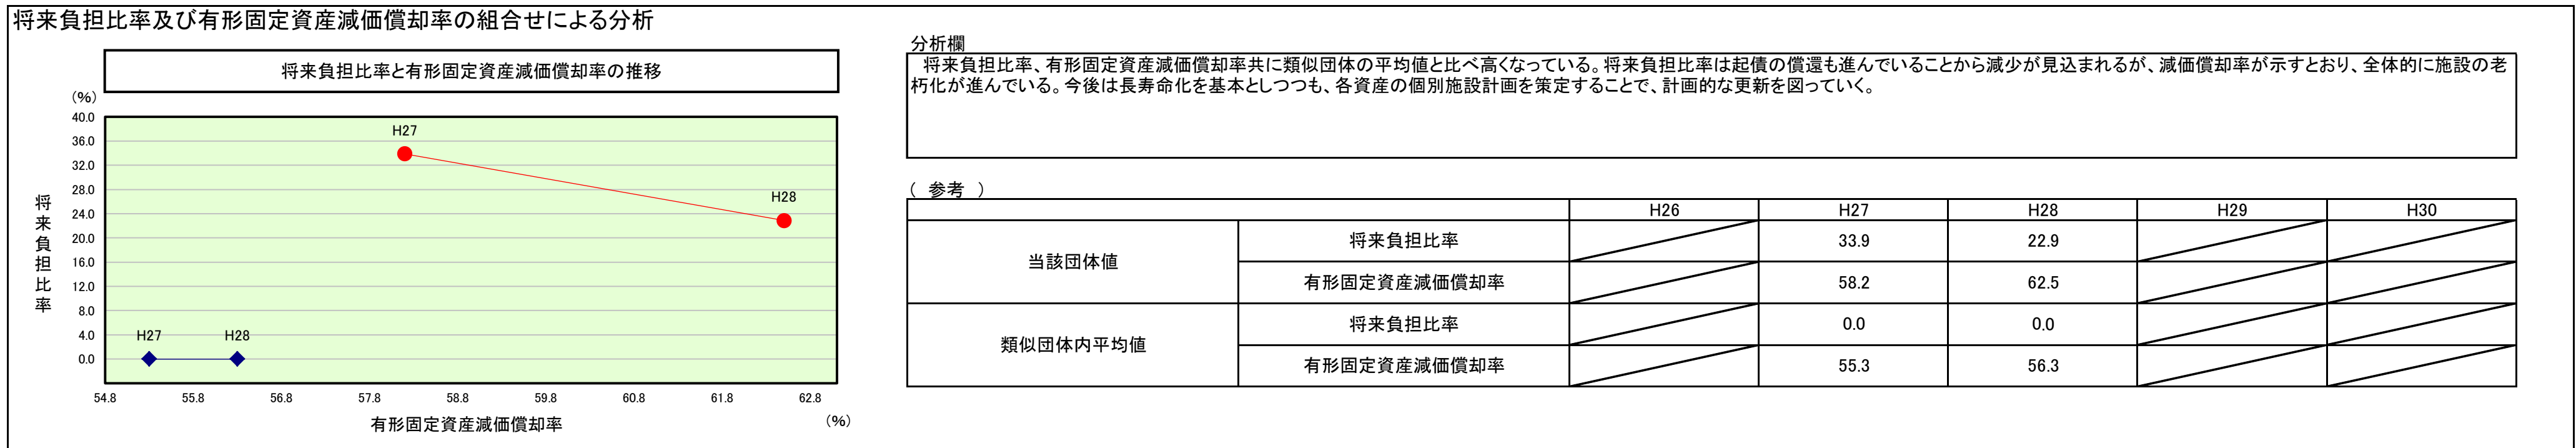 将来負担比率及び有形固定資産減価償却率の組合せによる分析
将来負担比率と有形固定資産減価償却率の推移
(%)
40.0
36.0
32.0
28.0
24.0
20.0
16.0
12.0
8.0
4.0
0.0
将来負担比率
H27
H28
H27
H28
54.8 55.8 56.8 57.8 58.8 59.8 60.8 61.8 62.8
有形固定資産減価償却率
(%)
分析欄
将来負担比率、有形固定資産減価償却率共に類似団体の平均値と比べ高くなっている。将来負担比率は起債の償還も進んでいることから減少が見込まれるが、減価償却率が示すとおり、全体的に施設の老
朽化が進んでいる。今後は長寿命化を基本としつつも、各資産の個別施設計画を策定することで、計画的な更新を図っていく。
( 参考 )
H26 H27 H28 H29 H30
当該団体値
将来負担比率 33.9 22.9
有形固定資産減価償却率 58.2 62.5
類似団体内平均値
将来負担比率 0.0 0.0
有形固定資産減価償却率 55.3 56.3